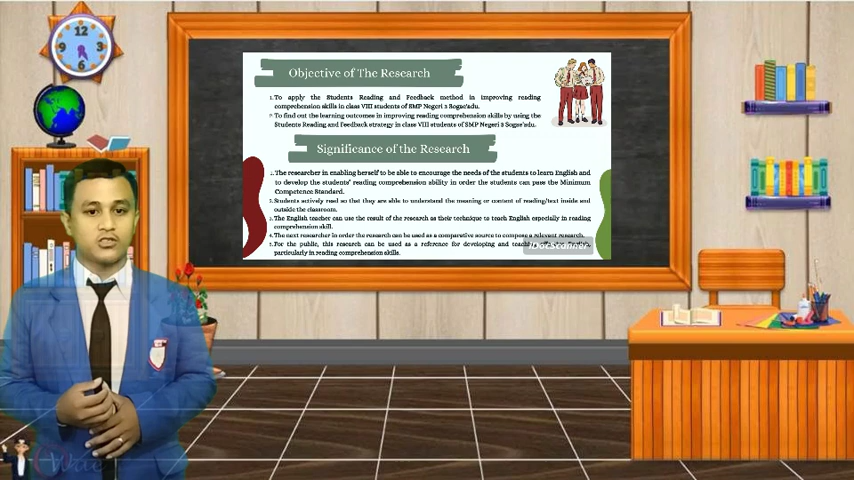 12
9
3
6
Objective of The Research
1. To apply the Students Reading and Feedback method in improving reading
comprehension skills in class VIII students of SMP Negeri 3 Sogae'adu.
2. To find out the learning outcomes in improving reading comprehension skills by using the
Students Reading and Feedback strategy in class VIII students of SMP Negeri 3 Sogae'adu.
Significance of the Research
1. The researcher in enabling herself to be able to encourage the needs of the students to learn English and
to develop the students' reading comprehension ability in order the students can pass the Minimum
Competence Standard.
2. Students actively read so that they are able to understand the meaning or content of reading/text inside and
outside the classroom.
3. The English teacher can use the result of the research as their technique to teach English especially in reading
comprehension skill.
4. The next researcher in order the research can be used as a comparative source to compose a relevant research.
5. For the public, this research can be used as a reference for developing and
particularly in reading comprehension skills.
iDocScanner